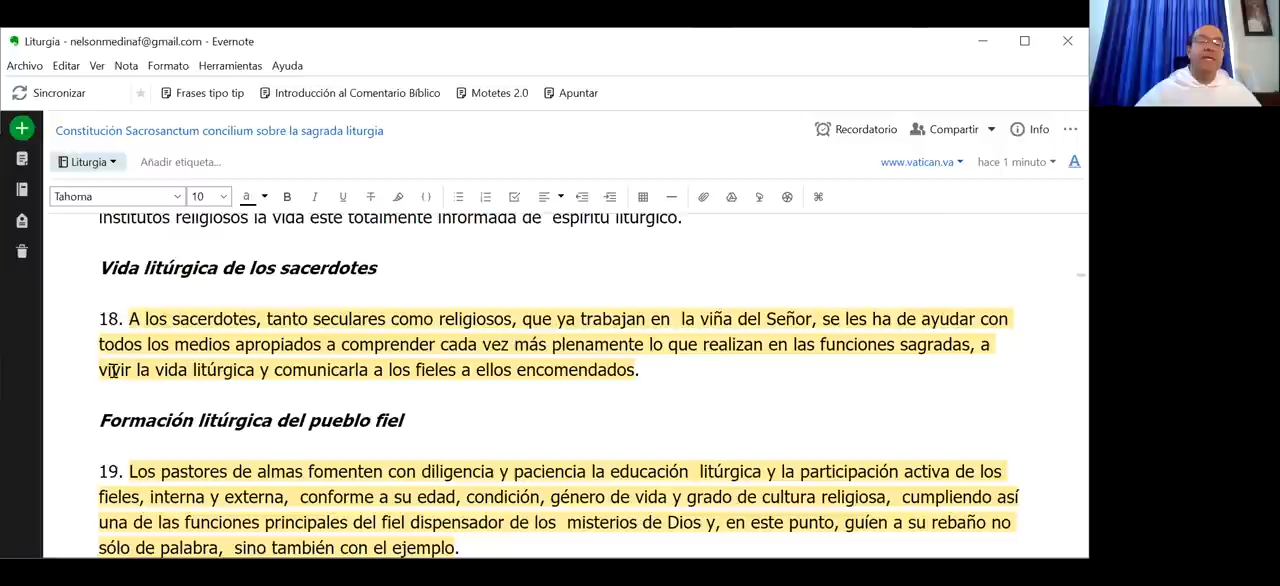 Liturgia - nelsonmedinaf@gmail.com - Evernote
Archivo Editar Ver Nota Formato Herramientas Ayuda
Sincronizar Frases tipo tip Introducción al Comentario Bíblico Motetes 2.0 Apuntar
Constitución Sacrosanctum concilium sobre la sagrada liturgia Recordatorio Compartir Info
Liturgia Añadir etiqueta... www.vatican.va hace 1 minuto
Tahoma 10 a B I U T
institutos religiosos la vida esté totalmente informada de espíritu litúrgico.
Vida litúrgica de los sacerdotes
18. A los sacerdotes, tanto seculares como religiosos, que ya trabajan en la viña del Señor, se les ha de ayudar con
todos los medios apropiados a comprender cada vez más plenamente lo que realizan en las funciones sagradas, a
vivir la vida litúrgica y comunicarla a los fieles a ellos encomendados.
Formación litúrgica del pueblo fiel
19. Los pastores de almas fomenten con diligencia y paciencia la educación litúrgica y la participación activa de los
fieles, interna y externa, conforme a su edad, condición, género de vida y grado de cultura religiosa, cumpliendo así
una de las funciones principales del fiel dispensador de los misterios de Dios y, en este punto, guíen a su rebaño no
sólo de palabra, sino también con el ejemplo.